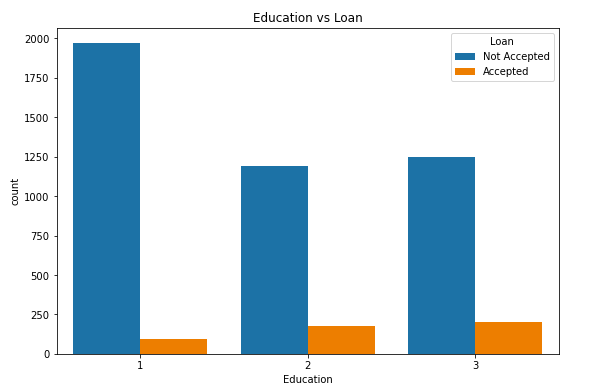 Education vs Loan
Loan
Not Accepted
Accepted
2000
1750
1500
1250
1000
750
500
250
0
count
1 2 3
Education